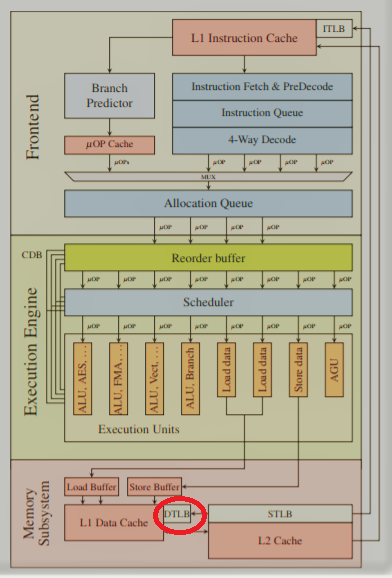 ITLB
L1 Instruction Cache
Frontend
Branch
Predictor
Instruction Fetch & PreDecode
Instruction Queue
μOP Cache
4-Way Decode
μOPs
μOP μOP μOP μOP
MUX
Allocation Queue
μOP μOP μOP μOP
CDB
Reorder buffer
μOP μOP μOP μOP μOP μOP μOP μOP
Execution Engine
Scheduler
μOP μOP μOP μOP μOP μOP μOP μOP
ALU, AES, ...
ALU, FMA, ...
ALU, Vect, ...
ALU, Branch
Load data
Load data
Store data
AGU
Execution Units
Memory
Subsystem
Load Buffer
Store Buffer
L1 Data Cache
DTLB
STLB
L2 Cache